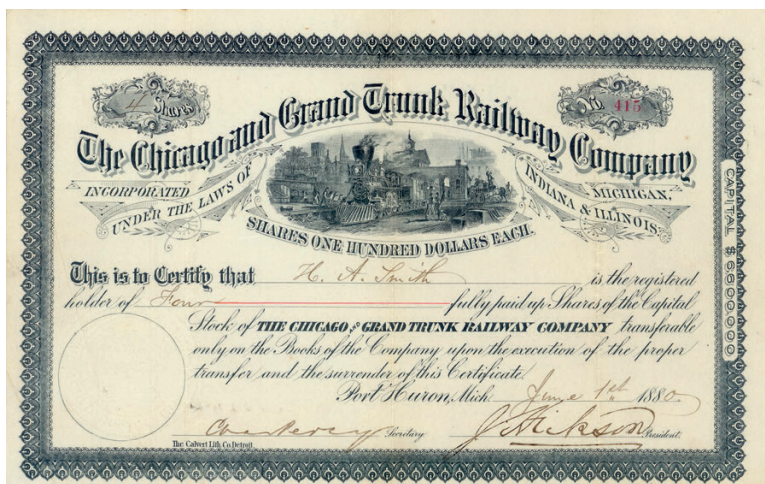 4 Shares
No. 415
The Chicago and Grand Trunk Railway Company
INCORPORATED UNDER THE LAWS OF
MICHIGAN, INDIANA & ILLINOIS.
SHARES ONE HUNDRED DOLLARS EACH.
CAPITAL $6,600,000
This is to Certify that H. A. Smith is the registered
holder of Four fully paid up Shares of the Capital
Stock of THE CHICAGO AND GRAND TRUNK RAILWAY COMPANY transferable
only on the Books of the Company upon the execution of the proper
transfer and the surrender of this Certificate.
Port Huron, Mich. June 1st 1880
Secretary J. Hickson President.
The Calvert Lith. Co. Detroit.